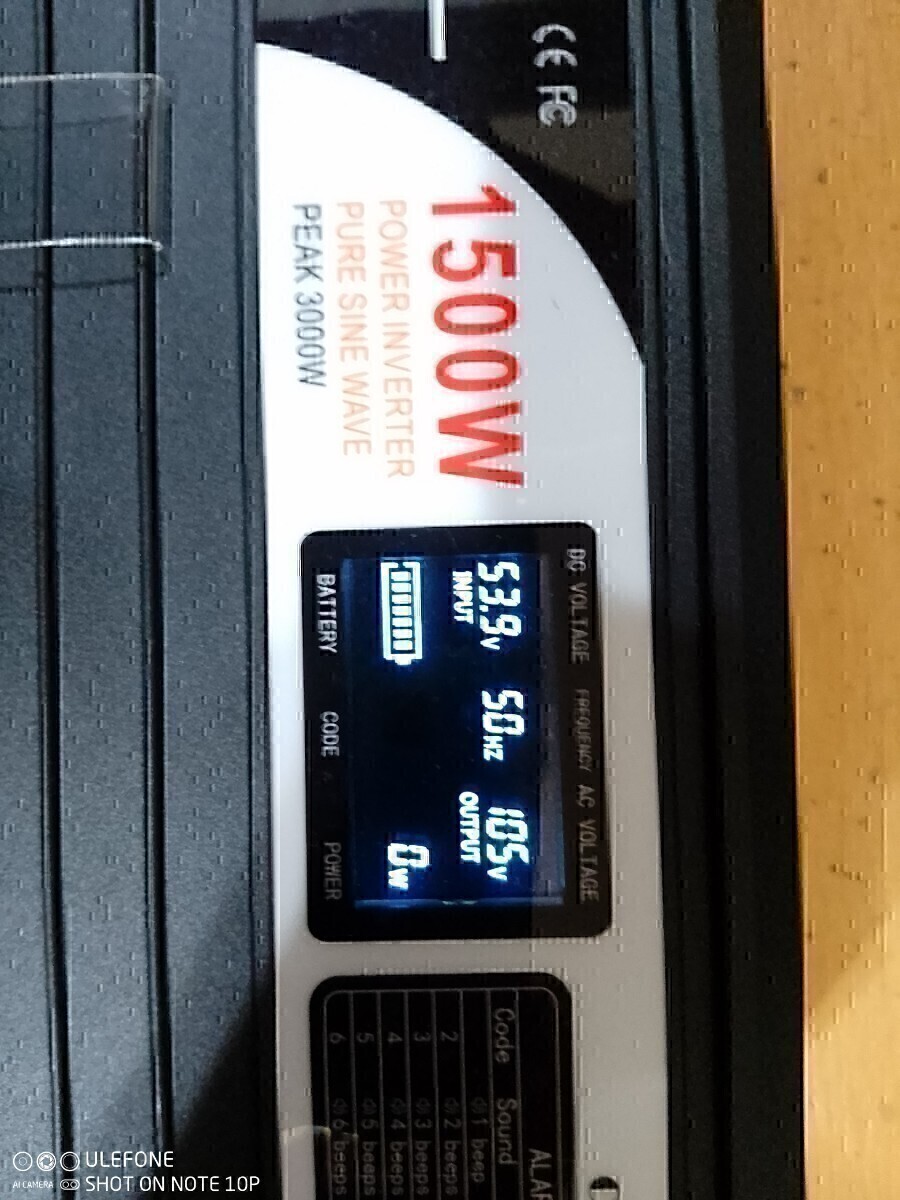 CE FC
1500W
POWER INVERTER
PURE SINE WAVE
PEAK 3000W
DC VOLTAGE FREQUENCY AC VOLTAGE
53.9V 50HZ 105V
INPUT OUTPUT
0W
BATTERY CODE POWER
Code Sound
1 beep
2 2 beeps
3 3 beeps
4 4 beeps
5 5 beeps
6 6 beeps
ULEFONE
AI CAMERA SHOT ON NOTE 10P